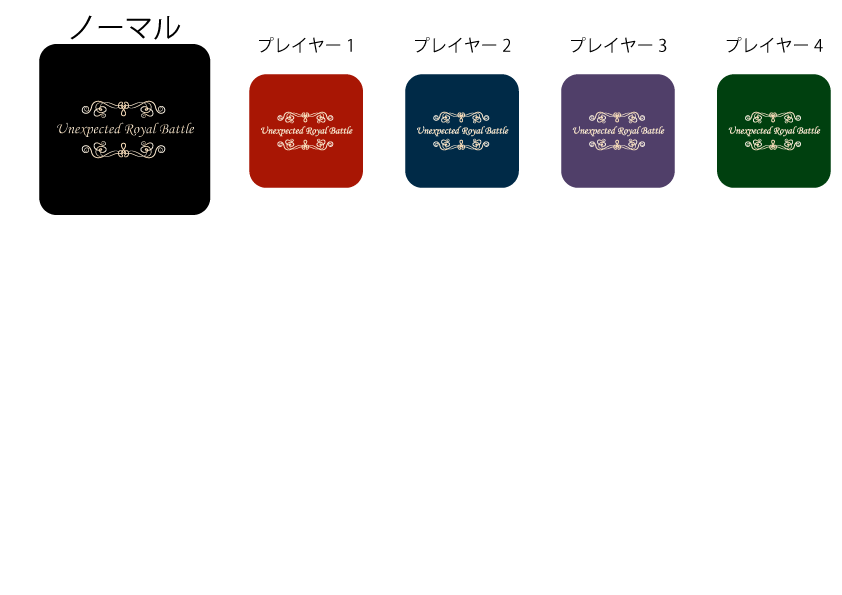 ノーマル
プレイヤー 1
プレイヤー 2
プレイヤー 3
プレイヤー 4
Unexpected Royal Battle
Unexpected Royal Battle
Unexpected Royal Battle
Unexpected Royal Battle
Unexpected Royal Battle